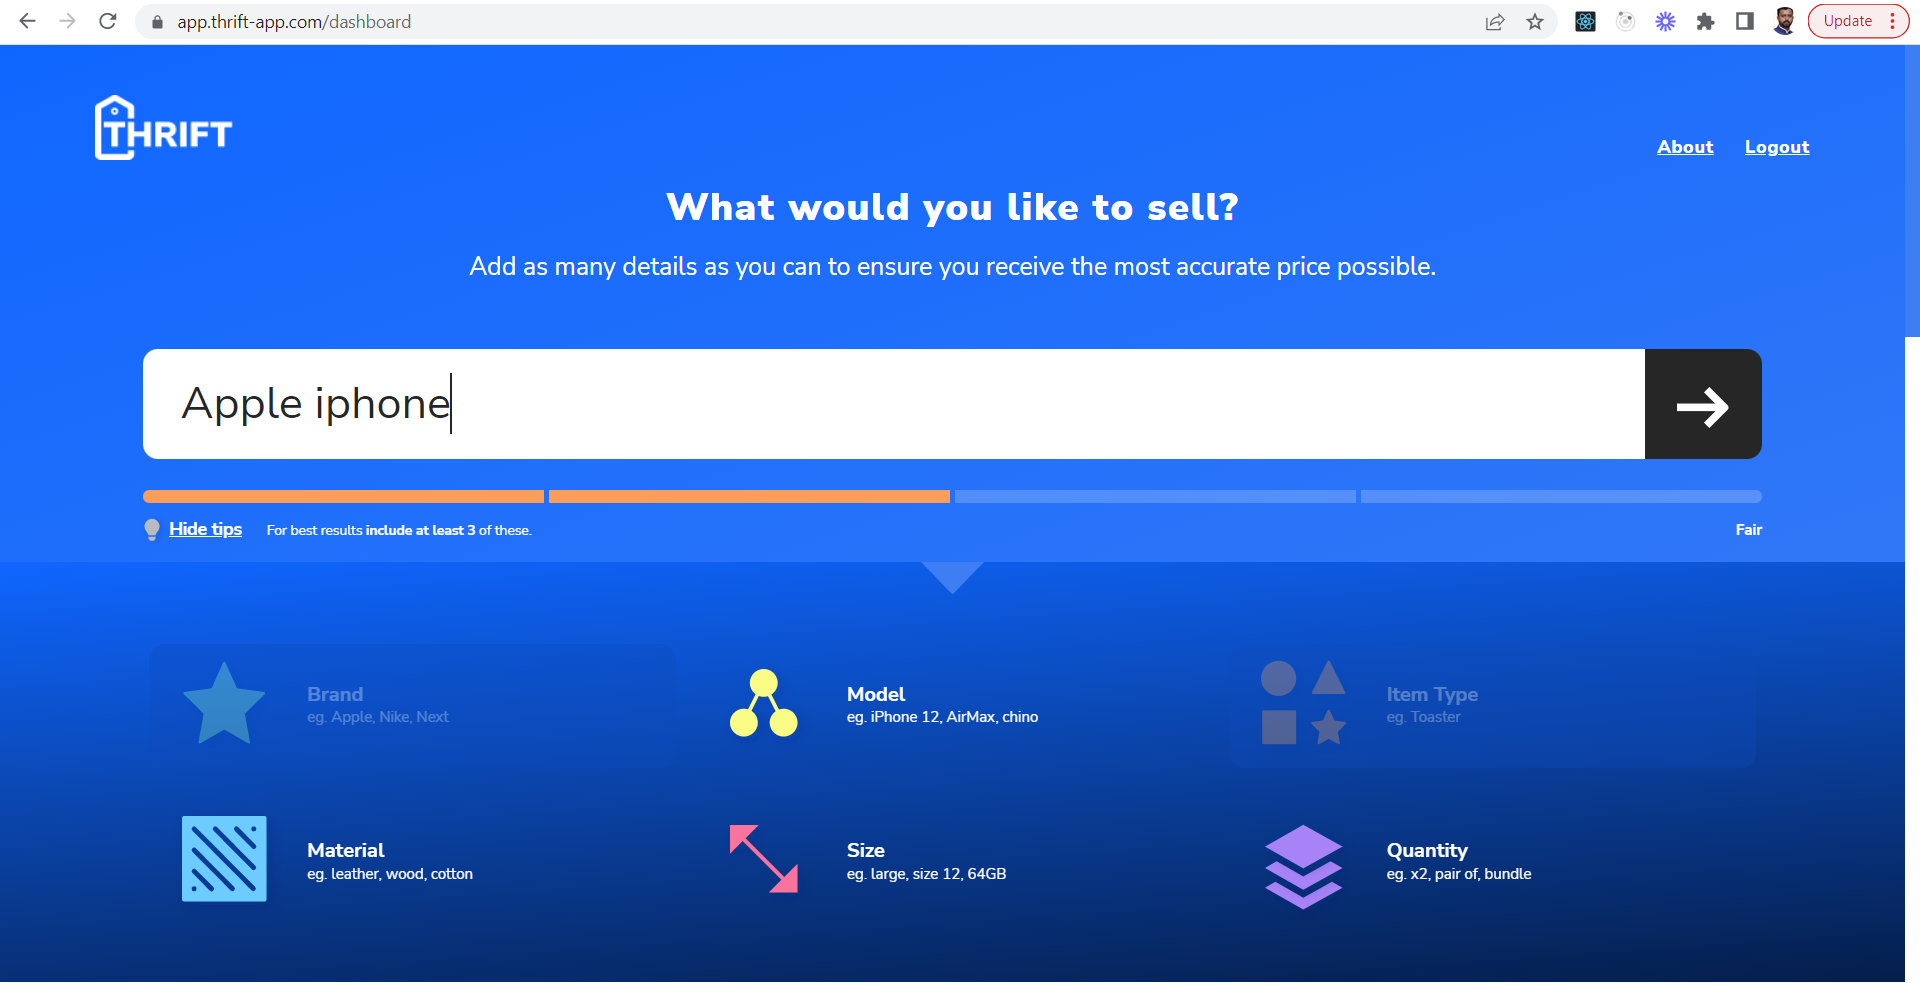 app.thrift-app.com/dashboard
Update
THRIFT
About Logout
What would you like to sell?
Add as many details as you can to ensure you receive the most accurate price possible.
Apple iphone
Hide tips For best results include at least 3 of these. Fair
Brand
eg. Apple, Nike, Next
Model
eg. iPhone 12, AirMax, chino
Item Type
eg. Toaster
Material
eg. leather, wood, cotton
Size
eg. large, size 12, 64GB
Quantity
eg. x2, pair of, bundle